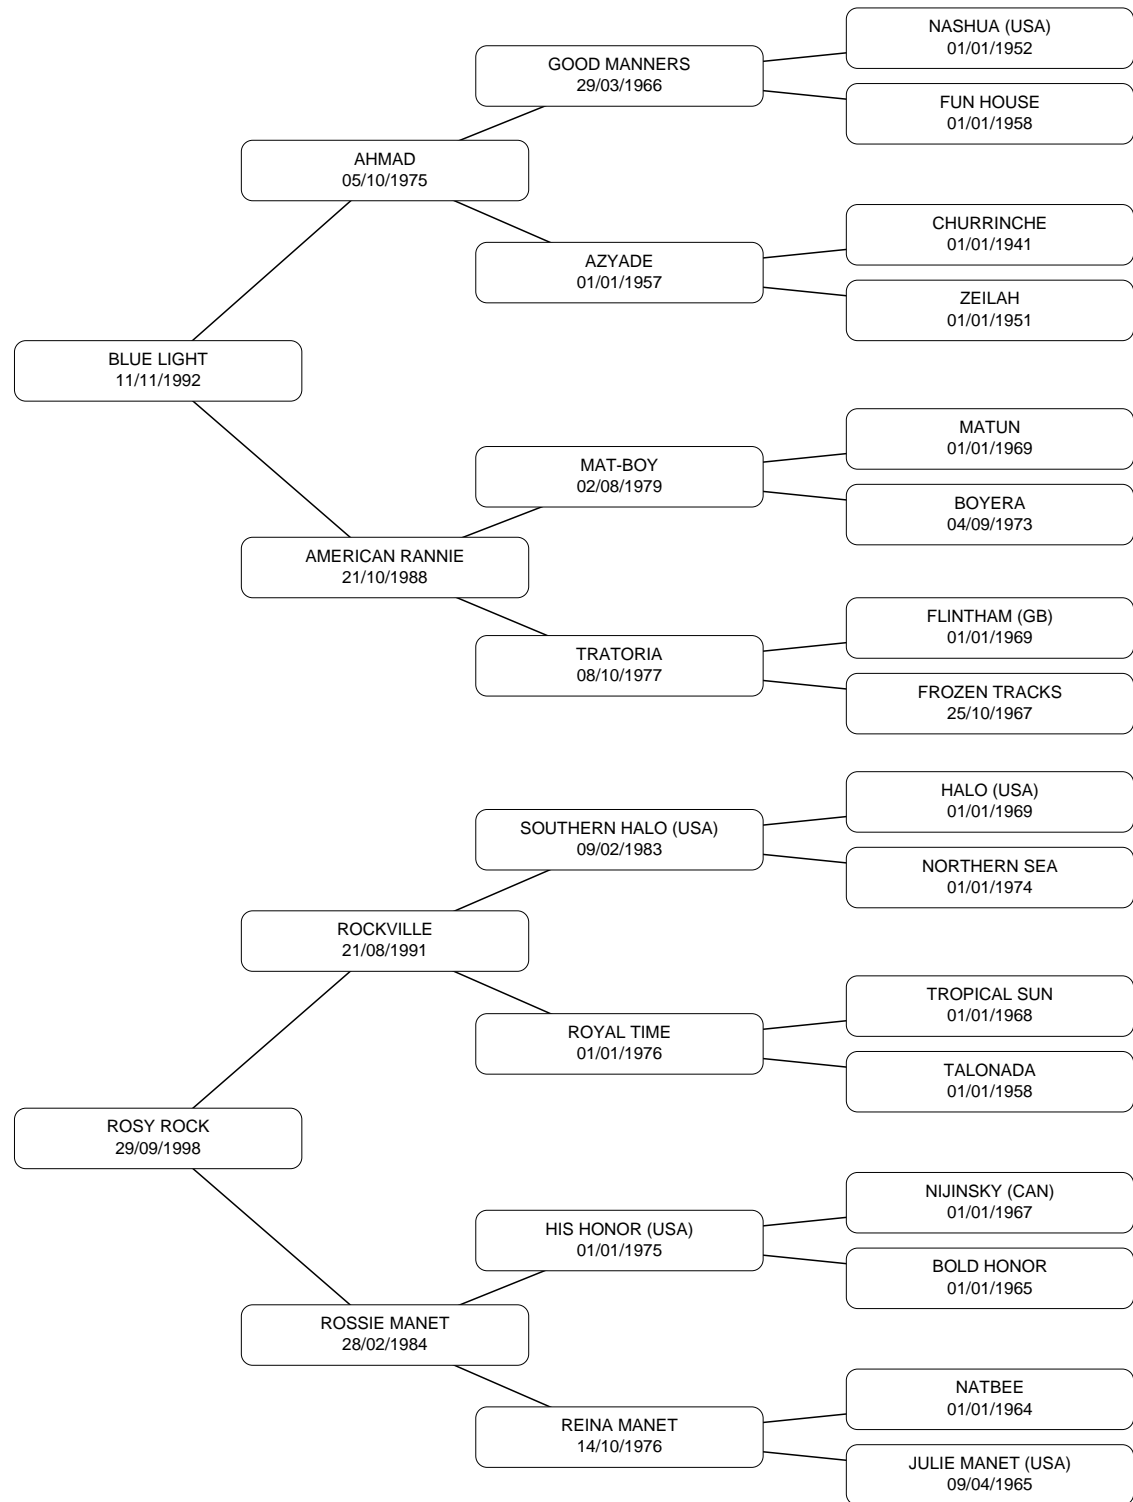 NASHUA (USA)
01/01/1952
GOOD MANNERS
29/03/1966
FUN HOUSE
01/01/1958
AHMAD
05/10/1975
CHURRINCHE
01/01/1941
AZYADE
01/01/1957
ZEILAH
01/01/1951
BLUE LIGHT
11/11/1992
MATUN
01/01/1969
MAT-BOY
02/08/1979
BOYERA
04/09/1973
AMERICAN RANNIE
21/10/1988
FLINTHAM (GB)
01/01/1969
TRATORIA
08/10/1977
FROZEN TRACKS
25/10/1967
HALO (USA)
01/01/1969
SOUTHERN HALO (USA)
09/02/1983
NORTHERN SEA
01/01/1974
ROCKVILLE
21/08/1991
TROPICAL SUN
01/01/1968
ROYAL TIME
01/01/1976
TALONADA
01/01/1958
ROSY ROCK
29/09/1998
NIJINSKY (CAN)
01/01/1967
HIS HONOR (USA)
01/01/1975
BOLD HONOR
01/01/1965
ROSSIE MANET
28/02/1984
NATBEE
01/01/1964
REINA MANET
14/10/1976
JULIE MANET (USA)
09/04/1965